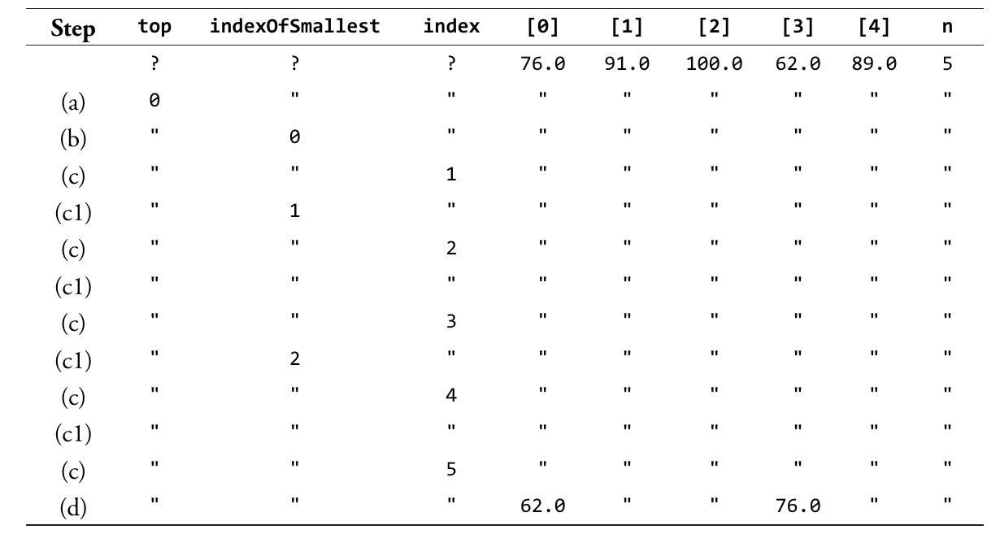 Step top indexOfSmallest index [0] [1] [2] [3] [4] n
? ? ? 76.0 91.0 100.0 62.0 89.0 5
(a) 0 " " " " " " " "
(b) " 0 " " " " " " "
(c) " " 1 " " " " " "
(c1) " 1 " " " " " " "
(c) " " 2 " " " " " "
(c1) " " " " " " " " "
(c) " " 3 " " " " " "
(c1) " 2 " " " " " " "
(c) " " 4 " " " " " "
(c1) " " " " " " " " "
(c) " " 5 " " " " " "
(d) " " " 62.0 " " 76.0 " "